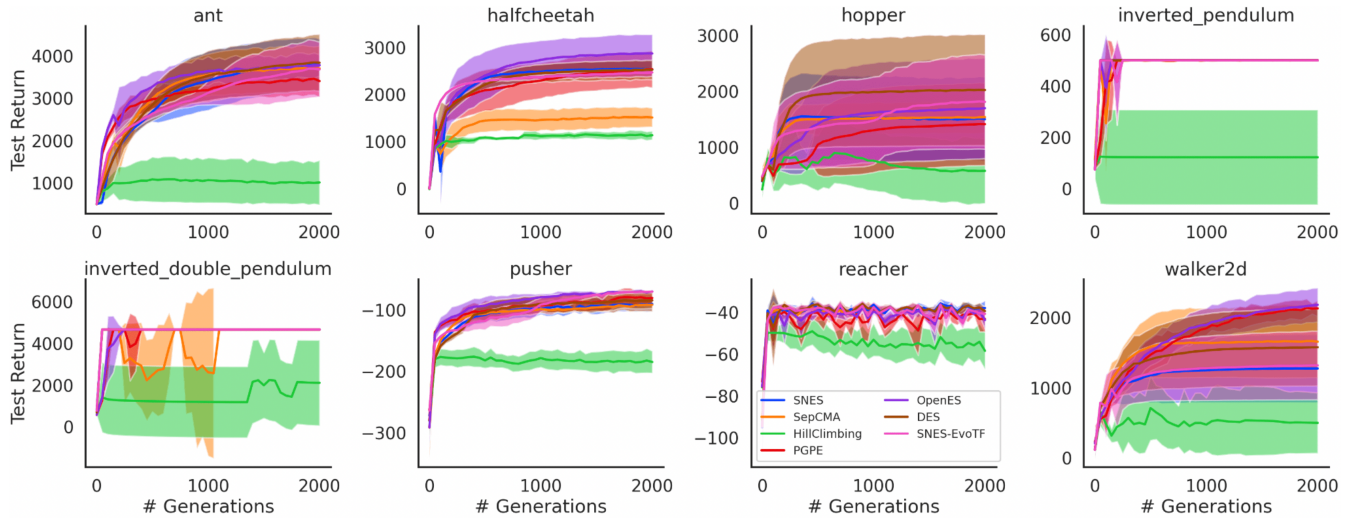 ant
halfcheetah
hopper
inverted_pendulum
Test Return
4000
3000
2000
1000
0
1000
2000
3000
2000
1000
0
0
1000
2000
3000
2000
1000
0
0
1000
2000
600
400
200
0
0
1000
2000
inverted_double_pendulum
pusher
reacher
walker2d
Test Return
6000
4000
2000
0
0
1000
2000
# Generations
−100
−200
−300
0
1000
2000
# Generations
−40
−60
−80
−100
SNES
SepCMA
HillClimbing
PGPE
OpenES
DES
SNES-EvoTF
0
1000
2000
# Generations
2000
1000
0
0
1000
2000
# Generations